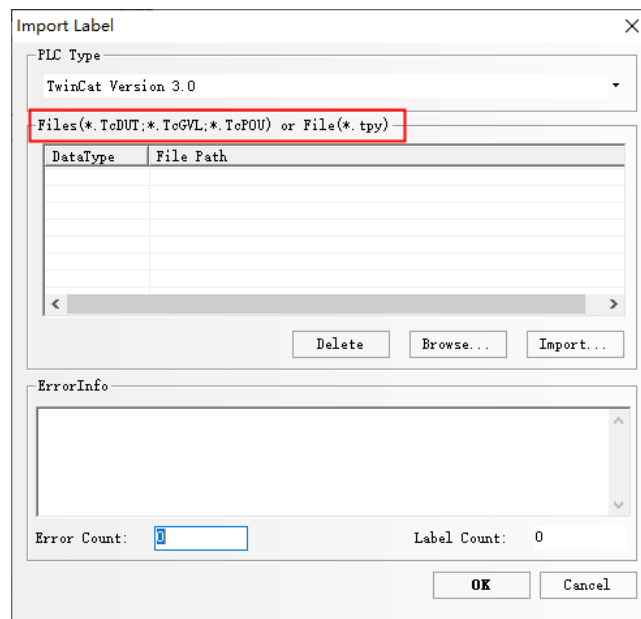 Import Label
PLC Type
TwinCat Version 3.0
Files(*.TcDUT;*.TcGVL;*.TcPOU) or File(*.tpy)
DataType File Path
Delete Browse... Import...
ErrorInfo
Error Count: 0 Label Count: 0
OK Cancel